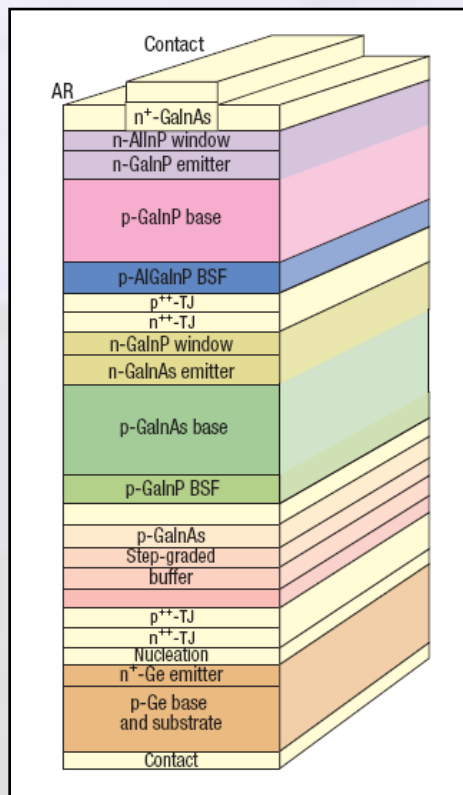 Contact
AR
n⁺-GaInAs
n-AlInP window
n-GaInP emitter
p-GaInP base
p-AlGaInP BSF
p⁺⁺-TJ
n⁺⁺-TJ
n-GaInP window
n-GaInAs emitter
p-GaInAs base
p-GaInP BSF
p-GaInAs
Step-graded
buffer
p⁺⁺-TJ
n⁺⁺-TJ
Nucleation
n⁺-Ge emitter
p-Ge base
and substrate
Contact